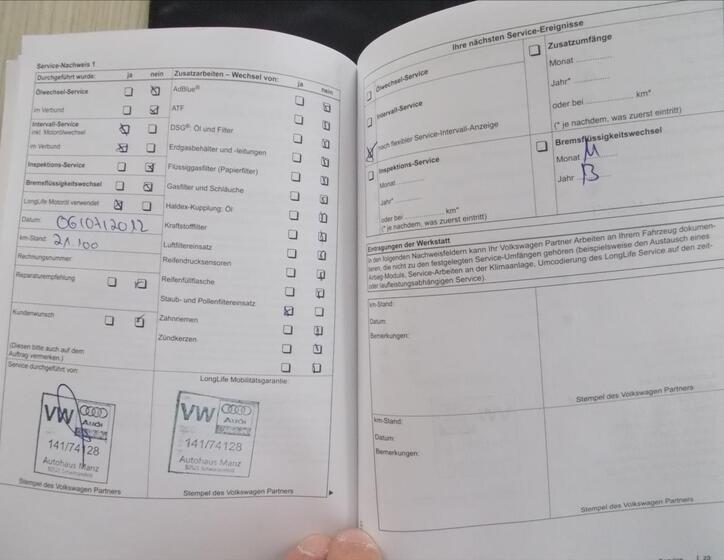 Service-Nachweis 1
Durchgeführt wurde: ja nein
Ölwechsel-Service
im Verbund
Intervall-Service
inkl. Motorölwechsel
im Verbund
Inspektions-Service
Bremsflüssigkeitswechsel
LongLife Motoröl verwendet
Datum: 06/07/2012
km-Stand: 21.100
Rechnungsnummer
Reparaturempfehlung
Kundenwunsch
(Diesen bitte auch auf dem
Auftrag vermerken.)
Service durchgeführt von:
VW
Audi
141/74128
Autohaus Manz
Stempel des Volkswagen Partners
Zusatzarbeiten – Wechsel von: ja nein
AdBlue®
ATF
DSG®: Öl und Filter
Erdgasbehälter und -leitungen
Flüssiggasfilter (Papierfilter)
Gasfilter und Schläuche
Haldex-Kupplung: Öl
Kraftstofffilter
Luftfiltereinsatz
Reifendrucksensoren
Reifenfüllflasche
Staub- und Pollenfiltereinsatz
Zahnriemen
Zündkerzen
LongLife Mobilitätsgarantie:
VW
Audi
141/74128
Autohaus Manz
Stempel des Volkswagen Partners
Ihre nächsten Service-Ereignisse
Ölwechsel-Service
Intervall-Service
nach flexibler Service-Intervall-Anzeige
Inspektions-Service
Monat
Jahr*
oder bei km*
(* je nachdem, was zuerst eintritt)
Zusatzumfänge
Monat
Jahr*
oder bei km*
(* je nachdem, was zuerst eintritt)
Bremsflüssigkeitswechsel
Monat
Jahr
Eintragungen der Werkstatt
In den folgenden Nachweisfeldern kann Ihr Volkswagen Partner Arbeiten an Ihrem Fahrzeug dokumen-
tieren, die nicht zu den festgelegten Service-Umfängen gehören (beispielsweise den Austausch eines
Airbag-Moduls, Service-Arbeiten an der Klimaanlage, Umcodierung des LongLife Service auf den zeit-
oder laufleistungsabhängigen Service).
km-Stand:
Datum:
Bemerkungen:
Stempel des Volkswagen Partners
km-Stand:
Datum:
Bemerkungen:
Stempel des Volkswagen Partners